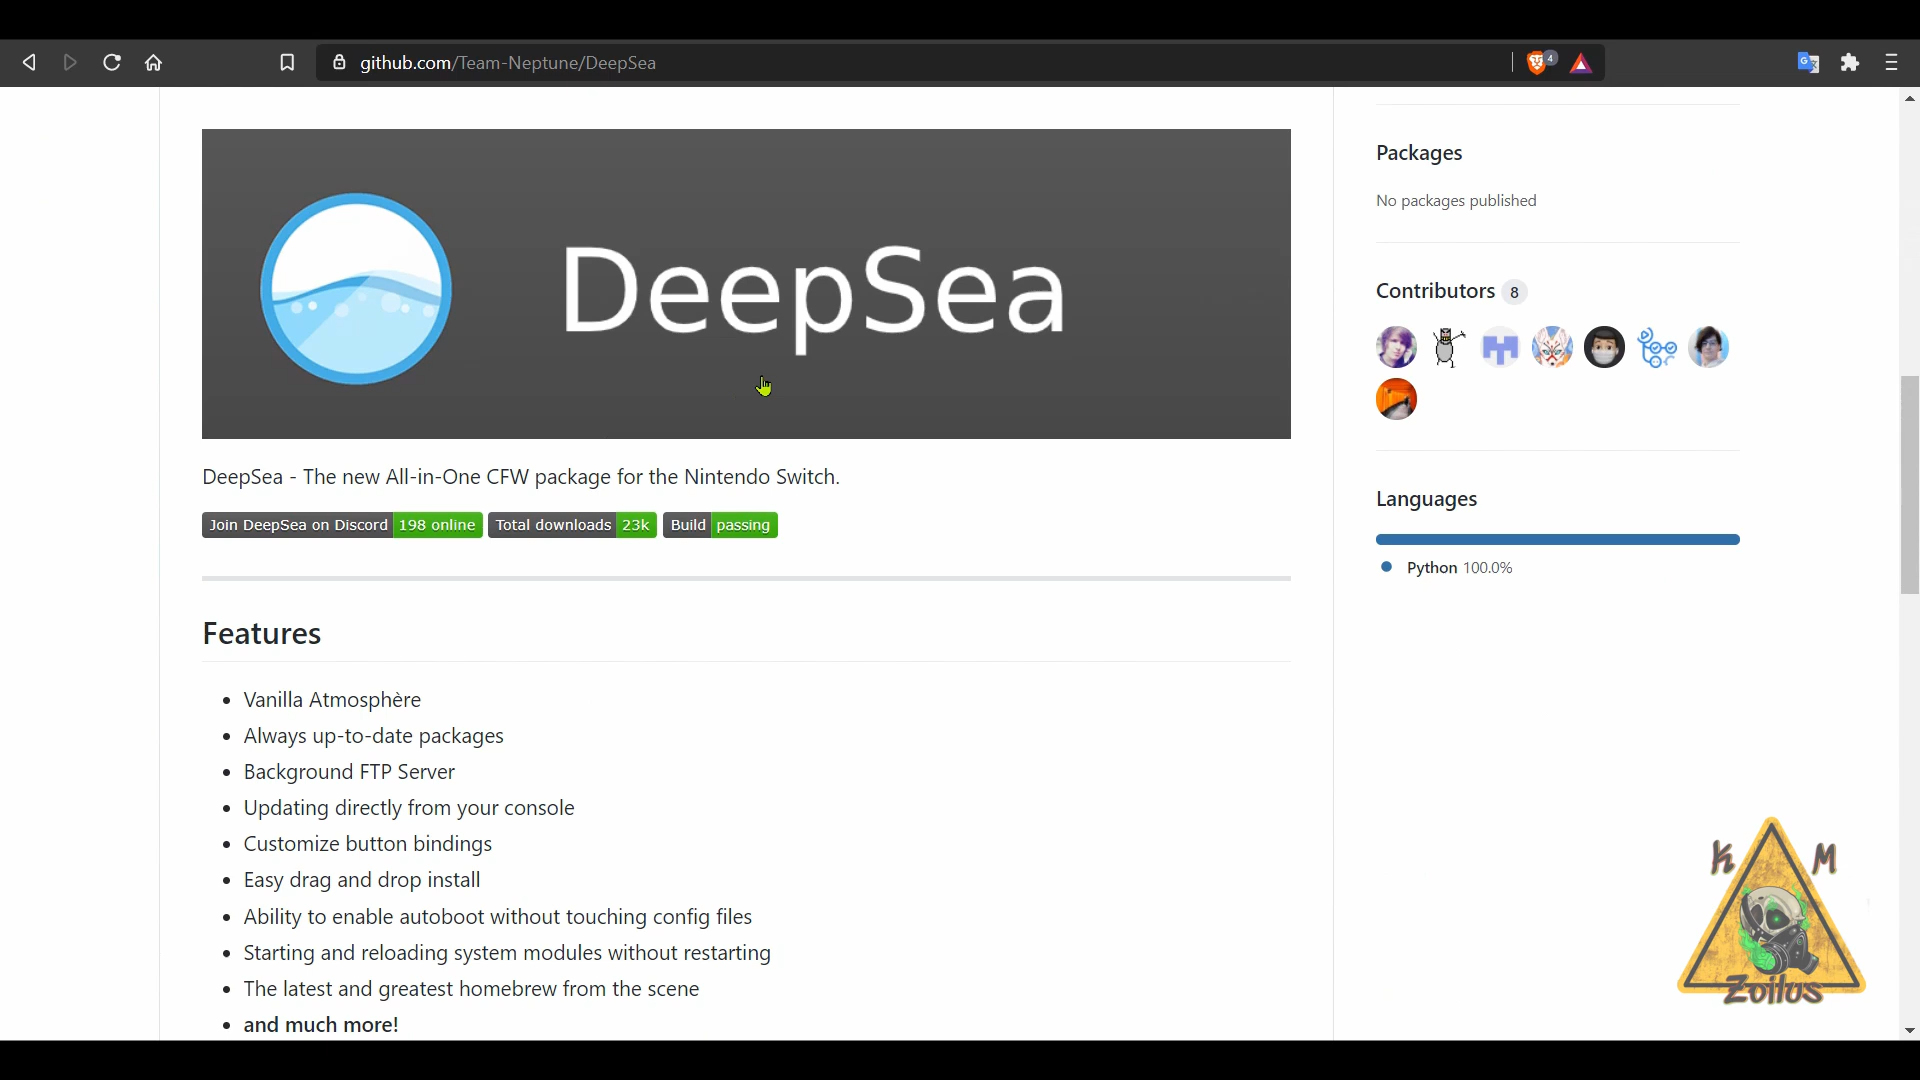 github.com/Team-Neptune/DeepSea
4
DeepSea
DeepSea - The new All-in-One CFW package for the Nintendo Switch.
Join DeepSea on Discord 198 online Total downloads 23k Build passing
Features
Vanilla Atmosphère
Always up-to-date packages
Background FTP Server
Updating directly from your console
Customize button bindings
Easy drag and drop install
Ability to enable autoboot without touching config files
Starting and reloading system modules without restarting
The latest and greatest homebrew from the scene
and much more!
Packages
No packages published
Contributors 8
Languages
Python 100.0%
K M
Zoilus